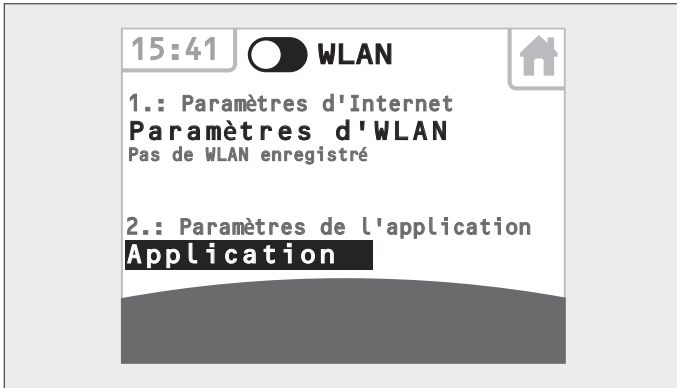 15:41 WLAN
1.: Paramètres d'Internet
Paramètres d'WLAN
Pas de WLAN enregistré
2.: Paramètres de l'application
Application